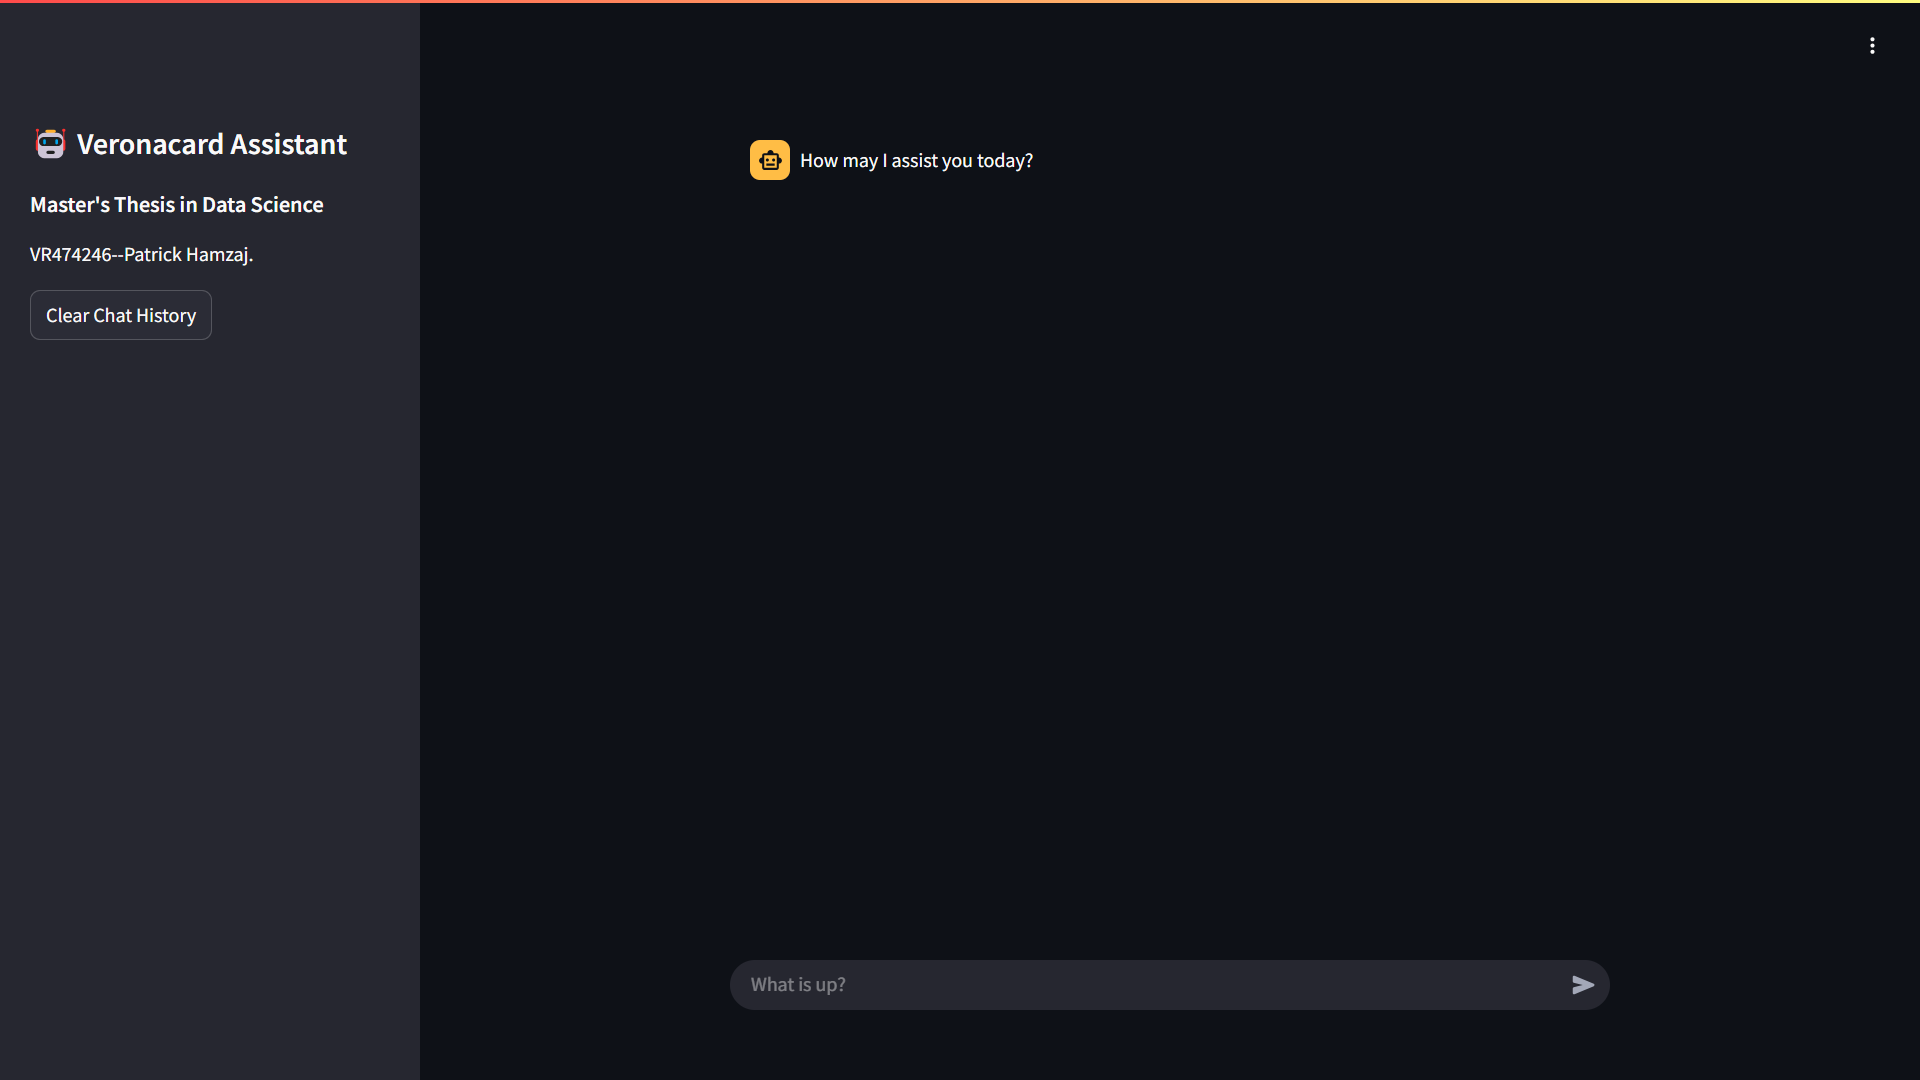 Veronacard Assistant
Master's Thesis in Data Science
VR474246--Patrick Hamzaj.
Clear Chat History
How may I assist you today?
What is up?